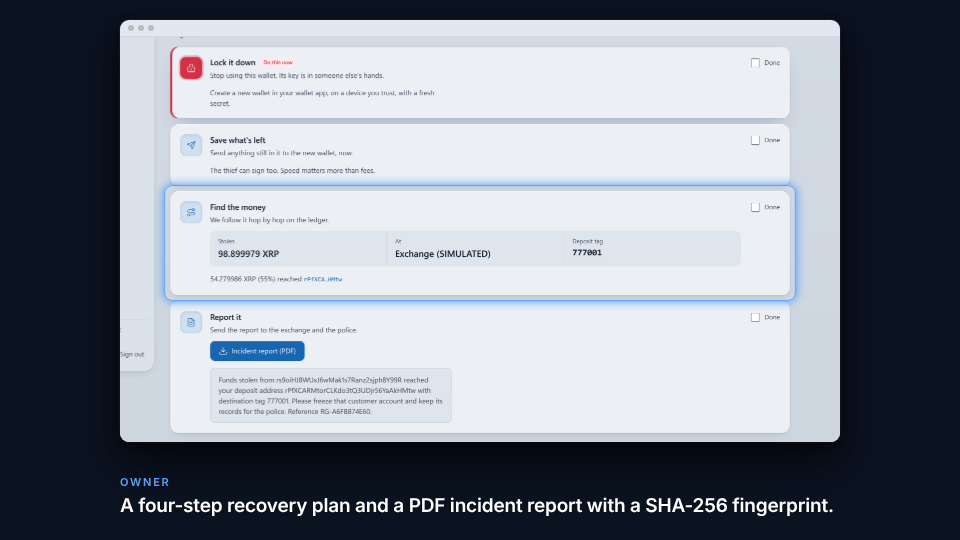 Lock it down
Do this now
Done
Stop using this wallet. Its key is in someone else's hands.
Create a new wallet in your wallet app, on a device you trust, with a fresh
secret.
Save what's left
Done
Send anything still in it to the new wallet, now.
The thief can sign too. Speed matters more than fees.
Find the money
Done
We follow it hop by hop on the ledger.
Stolen
At
Deposit tag
98.899979 XRP
Exchange (SIMULATED)
777001
54.279986 XRP (55%) reached rPfXCA…HMtw
Report it
Done
Send the report to the exchange and the police.
Sign out
Incident report (PDF)
Funds stolen from rs9oiHJ8WUxJ6wMak1s7Ranz2sjph8Y99R reached
your deposit address rPfXCARMtorCLKdo3tQ3UDjrS6YaAkHMtw with
destination tag 777001. Please freeze that customer account and keep its
records for the police. Reference RG-A6FB874E60.
OWNER
A four-step recovery plan and a PDF incident report with a SHA-256 fingerprint.